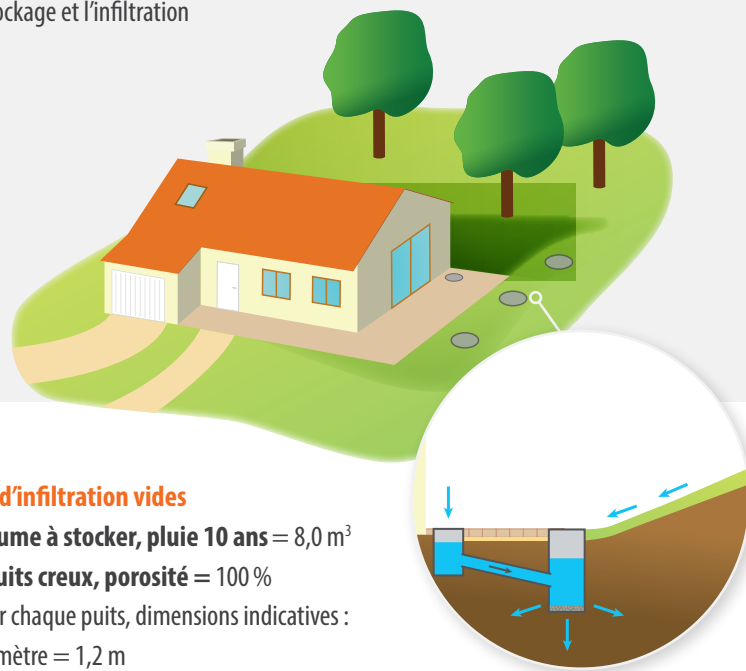 ockage et l’infiltration
d’infiltration vides
ume à stocker, pluie 10 ans = 8,0 m³
uits creux, porosité = 100 %
r chaque puits, dimensions indicatives :
mètre = 1,2 m